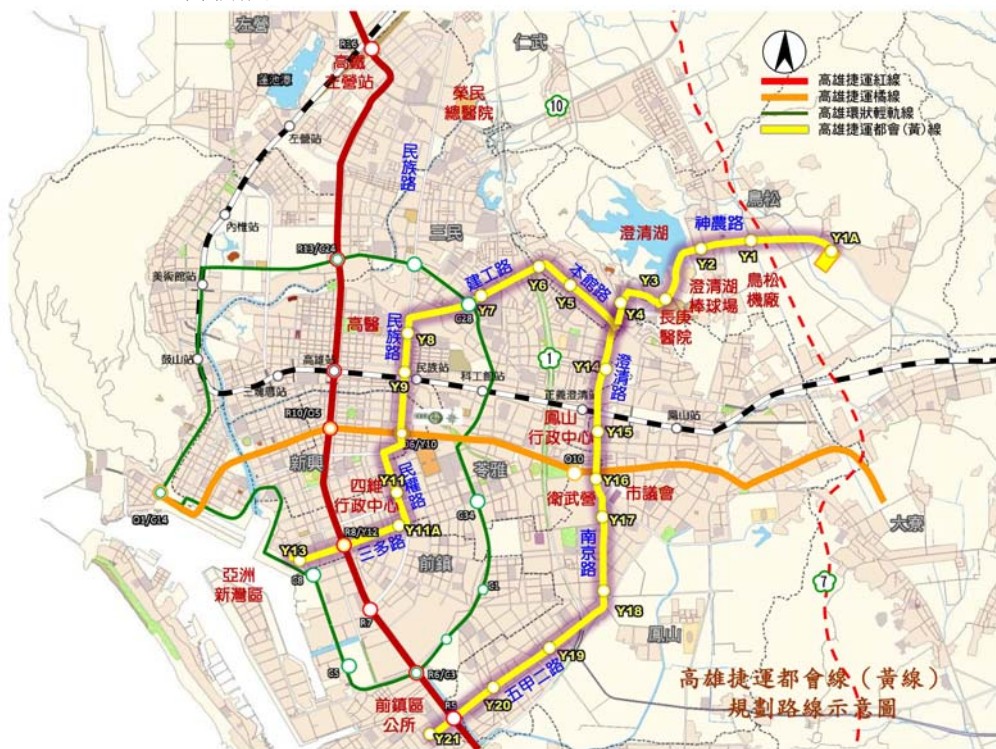 左營
仁武
R16
高鐵
左營站
蓮池潭
榮民
總醫院
10
高雄捷運紅線
高雄捷運橘線
高雄環狀輕軌線
高雄捷運都會(黃)線
左營站
民族路
鳥松
神農路
澄清湖
Y1A
內惟站
三民
Y1
Y2
R13/C24
美術館站
建工路
Y6
本館路
Y5
Y3
Y4
長庚
醫院
澄清湖
棒球場
鳥松
機廠
Y7
C28
高醫
民族路
Y8
鼓山站
高雄站
民族站
1
科工館站
Y14
澄清路
三塊厝站
Y9
正義澄清站
鳳山站
R10/O5
鳳山
行政中心
Y15
O6/Y10
新興
苓雅
O10
Y16
四維
行政中心
Y11
民權路
衛武營
市議會
O1/C14
C34
Y17
大寮
R8/Y12
Y11A
Y13
三多路
前鎮
南京路
亞洲
新灣區
C8
7
C1
R7
Y18
鳳山
Y19
C5
R6/C3
五甲二路
高雄捷運都會線（黃線）
規劃路線示意圖
前鎮區
公所
R5
Y20
Y21